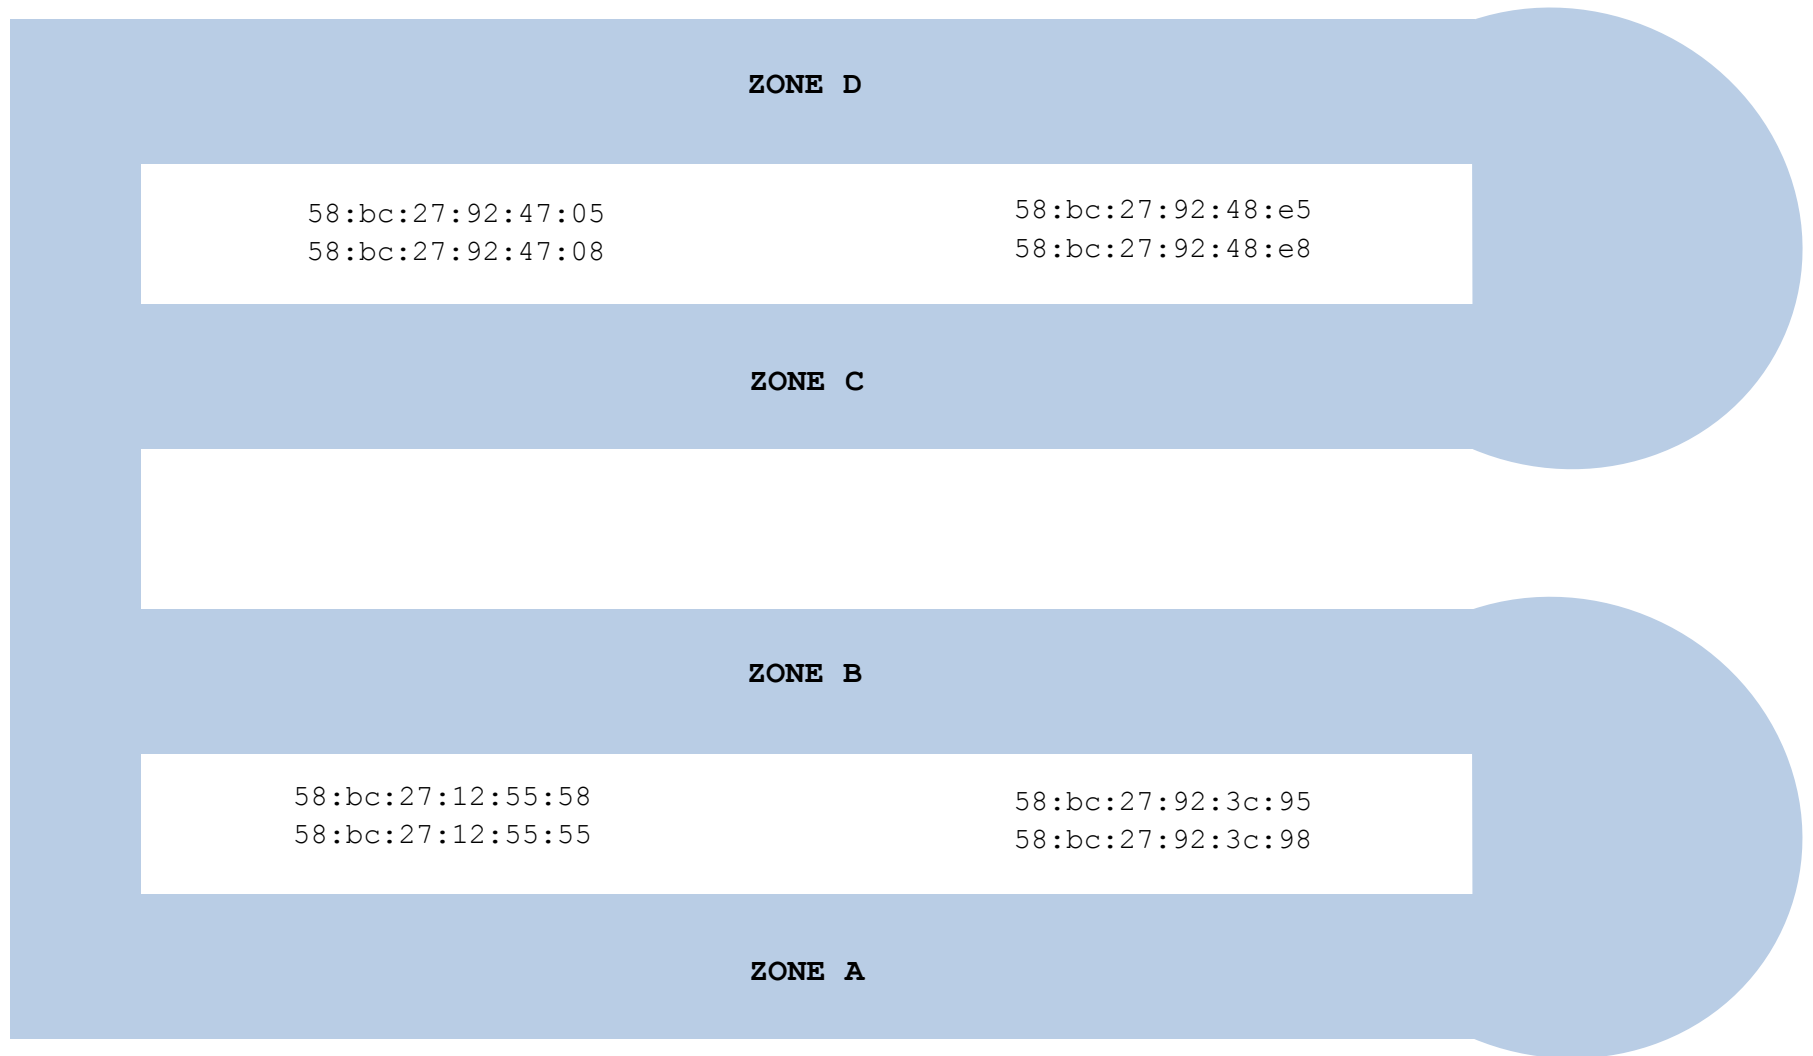 ZONE D
58:bc:27:92:47:05
58:bc:27:92:47:08
58:bc:27:92:48:e5
58:bc:27:92:48:e8
ZONE C
ZONE B
58:bc:27:12:55:58
58:bc:27:12:55:55
58:bc:27:92:3c:95
58:bc:27:92:3c:98
ZONE A